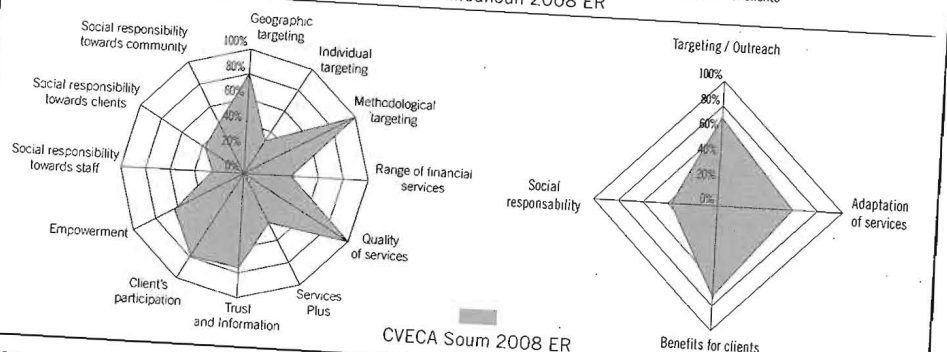 2008 ER
Geographic
targeting
Social responsibility
towards community
100%
80%
60%
40%
20%
0%
Individual
targeting
Social responsibility
towards clients
Methodological
targeting
Social responsibility
towards staff
Range of financial
services
Empowerment
Quality
of services
Client's
participation
Trust
and Information
Services
Plus
Targeting / Outreach
100%
80%
60%
40%
20%
0%
Social
responsability
Adaptation
of services
Benefits for clients
CVECA Soum 2008 ER